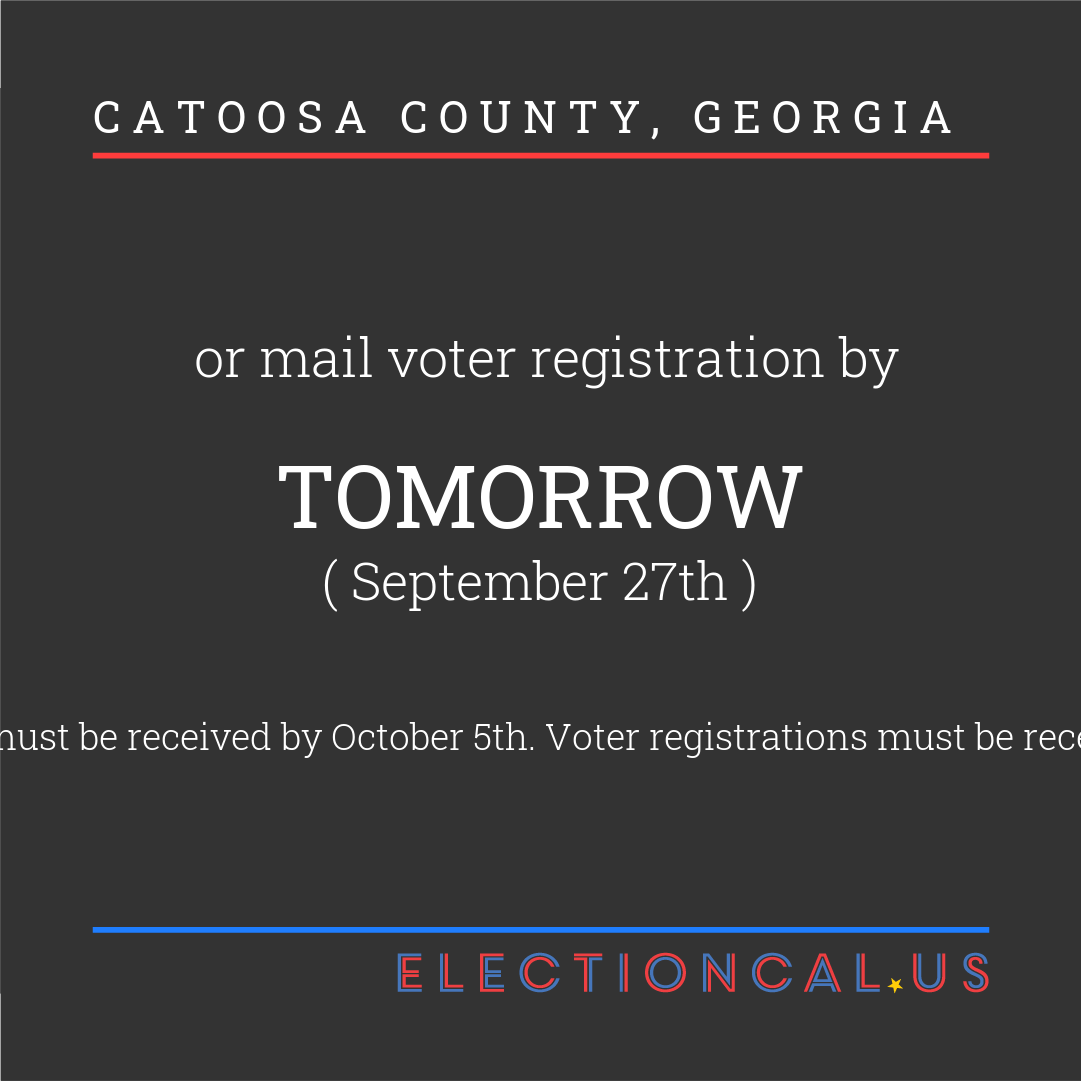 CATOOSA COUNTY, GEORGIA
or mail voter registration by
TOMORROW
( September 27th )
must be received by October 5th. Voter registrations must be
ELECTIONCAL.US